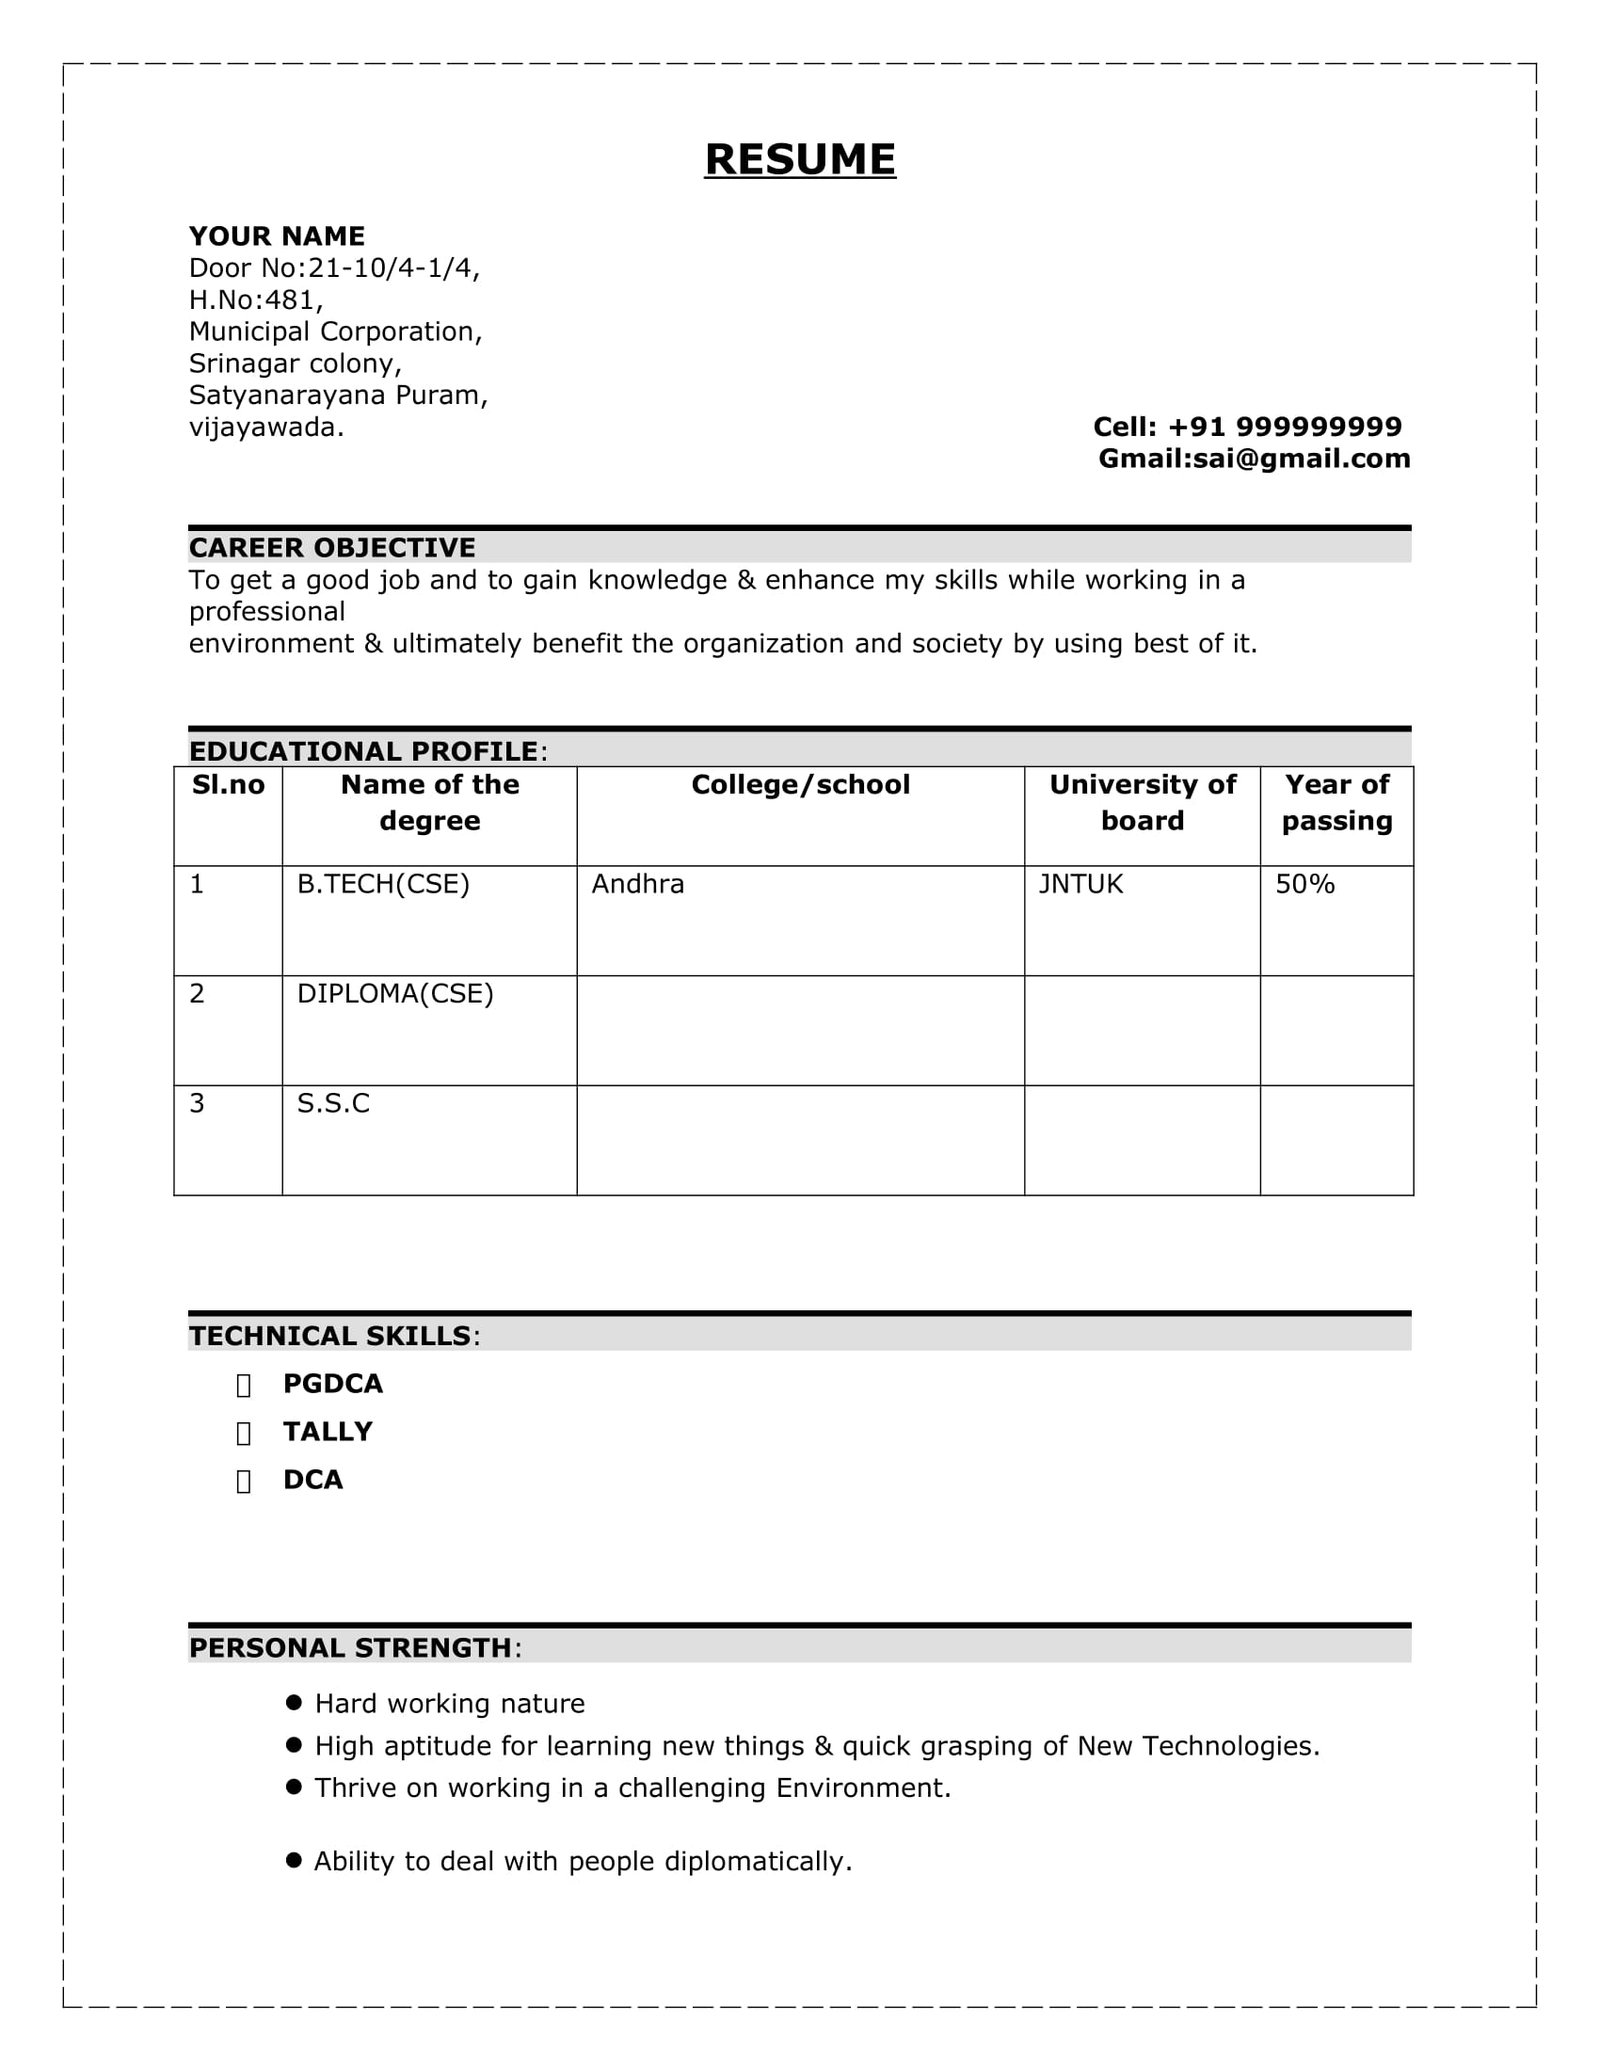 RESUME
YOUR NAME
Door No:21-10/4-1/4,
H.No:481,
Municipal Corporation,
Srinagar colony,
Satyanarayana Puram,
vijayawada.
Cell: +91 999999999
Gmail:sai@gmail.com
CAREER OBJECTIVE
To get a good job and to gain knowledge & enhance my skills while working in a
professional
environment & ultimately benefit the organization and society by using best of it.
EDUCATIONAL PROFILE:
Sl.no Name of the degree College/school University of board Year of passing
1 B.TECH(CSE) Andhra JNTUK 50%
2 DIPLOMA(CSE)
3 S.S.C
TECHNICAL SKILLS:
PGDCA
TALLY
DCA
PERSONAL STRENGTH:
● Hard working nature
● High aptitude for learning new things & quick grasping of New Technologies.
● Thrive on working in a challenging Environment.
● Ability to deal with people diplomatically.